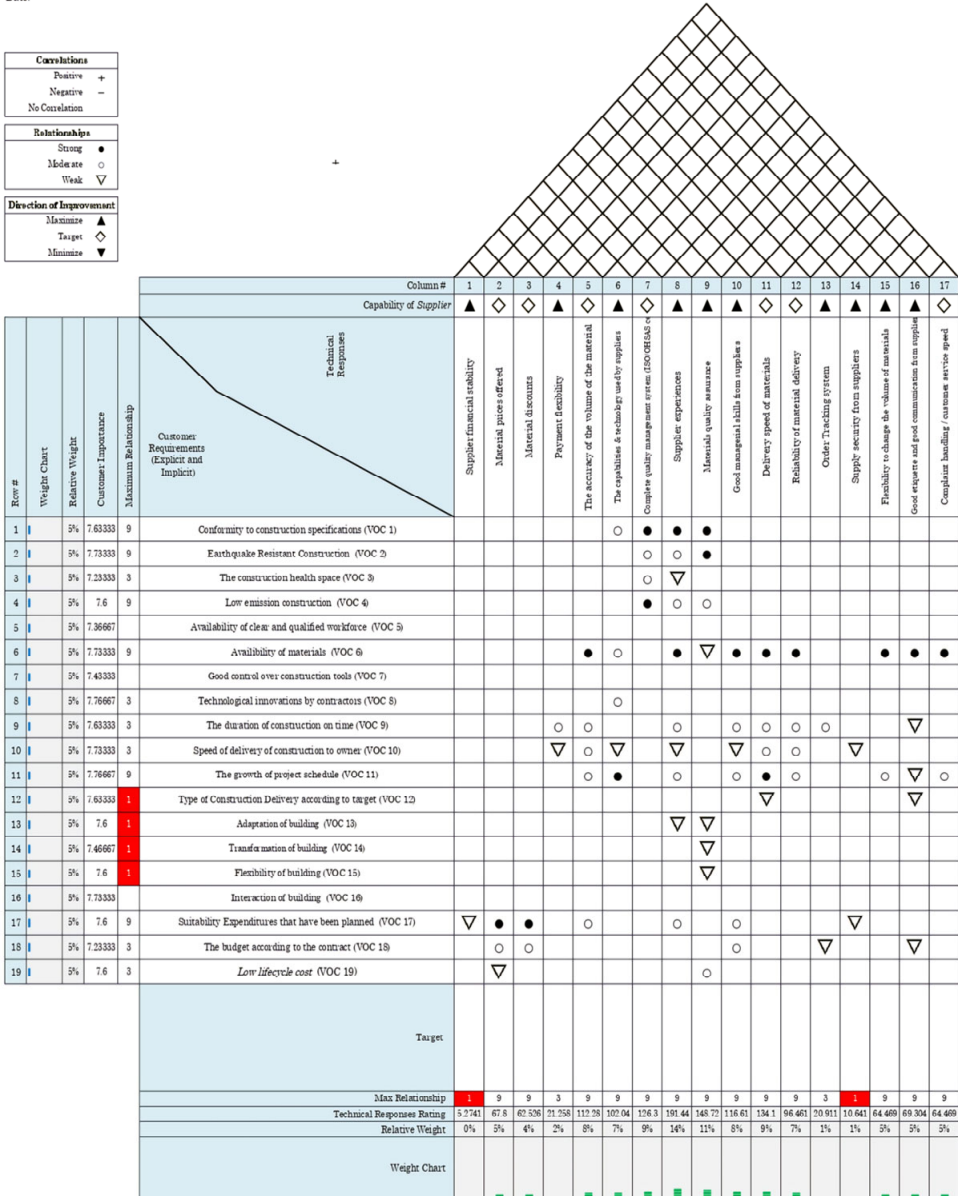 Correlations
Positive +
Negative −
No Correlation
Relationships
Strong ●
Moderate ○
Weak ▽
Direction of Improvement
Maximize ▲
Target ◇
Minimize ▼
+
Column # 1 2 3 4 5 6 7 8 9 10 11 12 13 14 15 16 17
Capability of Supplier ▲ ◇ ◇ ▲ ◇ ▲ ◇ ▲ ▲ ▲ ◇ ◇ ▲ ▲ ▲ ▲ ◇
Row #
Weight Chart
Relative Weight
Customer Importance
Maximum Relationship
Technical Responses
Customer Requirements (Explicit and Implicit)
Supplier financial stability
Material prices offered
Material discounts
Payment flexibility
The accuracy of the volume of the material
The capabilities & technology used by suppliers
Complete quality management system (ISO OHSAS
Supplier experiences
Materials quality assurance
Good managerial skills from suppliers
Delivery speed of materials
Reliability of material delivery
Order Tracking system
Supply security from suppliers
Flexibility to change the volume of materials
Good etiquette and good communication from supplier
Complaint handling / customer service speed
1 5% 7.63333 9 Conformity to construction specifications (VOC 1) ○ ● ● ●
2 5% 7.73333 9 Earthquake Resistant Construction (VOC 2) ○ ○ ●
3 5% 7.23333 3 The construction health space (VOC 3) ○ ▽
4 5% 7.6 9 Low emission construction (VOC 4) ● ○ ○
5 5% 7.36667 Availability of clear and qualified workforce (VOC 5)
6 5% 7.73333 9 Availibility of materials (VOC 6) ● ○ ● ▽ ● ● ● ● ● ●
7 5% 7.43333 Good control over construction tools (VOC 7)
8 5% 7.76667 3 Technological innovations by contractors (VOC 8) ○
9 5% 7.63333 3 The duration of construction on time (VOC 9) ○ ○ ○ ○ ○ ○ ○ ▽
10 5% 7.73333 3 Speed of delivery of construction to owner (VOC 10) ▽ ○ ▽ ▽ ▽ ○ ○ ▽
11 5% 7.76667 9 The growth of project schedule (VOC 11) ○ ● ○ ○ ● ○ ○ ▽ ○
12 5% 7.63333 1 Type of Construction Delivery according to target (VOC 12) ▽ ▽
13 5% 7.6 1 Adaptation of building (VOC 13) ▽ ▽
14 5% 7.46667 1 Transformation of building (VOC 14) ▽
15 5% 7.6 1 Flexibility of building (VOC 15) ▽
16 5% 7.73333 Interaction of building (VOC 16)
17 5% 7.6 9 Suitability Expenditures that have been planned (VOC 17) ▽ ● ● ○ ○ ○ ▽
18 5% 7.23333 3 The budget according to the contract (VOC 18) ○ ○ ○ ▽ ▽
19 5% 7.6 3 Low lifecycle cost (VOC 19) ▽ ○
Target
Max Relationship 1 9 9 3 9 9 9 9 9 9 9 9 3 1 9 9 9
Technical Responses Rating 5.2741 67.8 62.526 21.258 112.28 102.04 126.3 191.44 148.72 116.61 134.1 96.461 20.911 10.641 64.469 69.304 64.469
Relative Weight 0% 5% 4% 2% 8% 7% 9% 14% 11% 8% 9% 7% 1% 1% 5% 5% 5%
Weight Chart